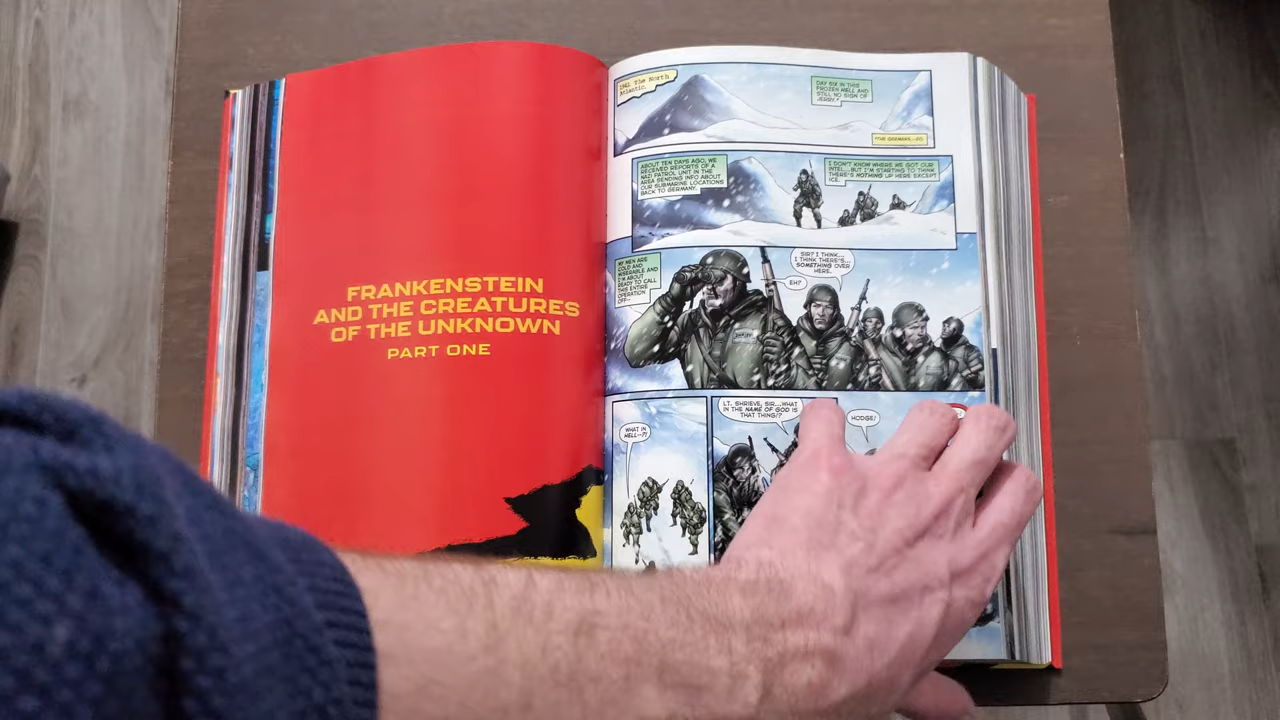 FRANKENSTEIN
AND THE CREATURES
OF THE UNKNOWN
PART ONE
1942. The North
Atlantic.
DAY SIX IN THIS
FROZEN HELL AND
STILL NO SIGN OF
JERRY.*
*THE GERMANS.--ED.
ABOUT TEN DAYS AGO, WE
RECEIVED REPORTS OF A
NAZI PATROL UNIT IN THE
AREA SENDING INFO ABOUT
OUR SUBMARINE LOCATIONS
BACK TO GERMANY.
I DON'T KNOW WHERE WE GOT OUR
INTEL...BUT I'M STARTING TO THINK
THERE'S NOTHING UP HERE EXCEPT
ICE.
MY MEN ARE
COLD AND
MISERABLE AND
I'M ABOUT
READY TO CALL
THIS ENTIRE
OPERATION
OFF--
EH?
SIR? I THINK...
I THINK THERE'S...
SOMETHING OVER
HERE.
WHAT IN
HELL--?!
LT. SHRIEVE, SIR...WHAT
IN THE NAME OF GOD IS
THAT THING!?
HODGE!